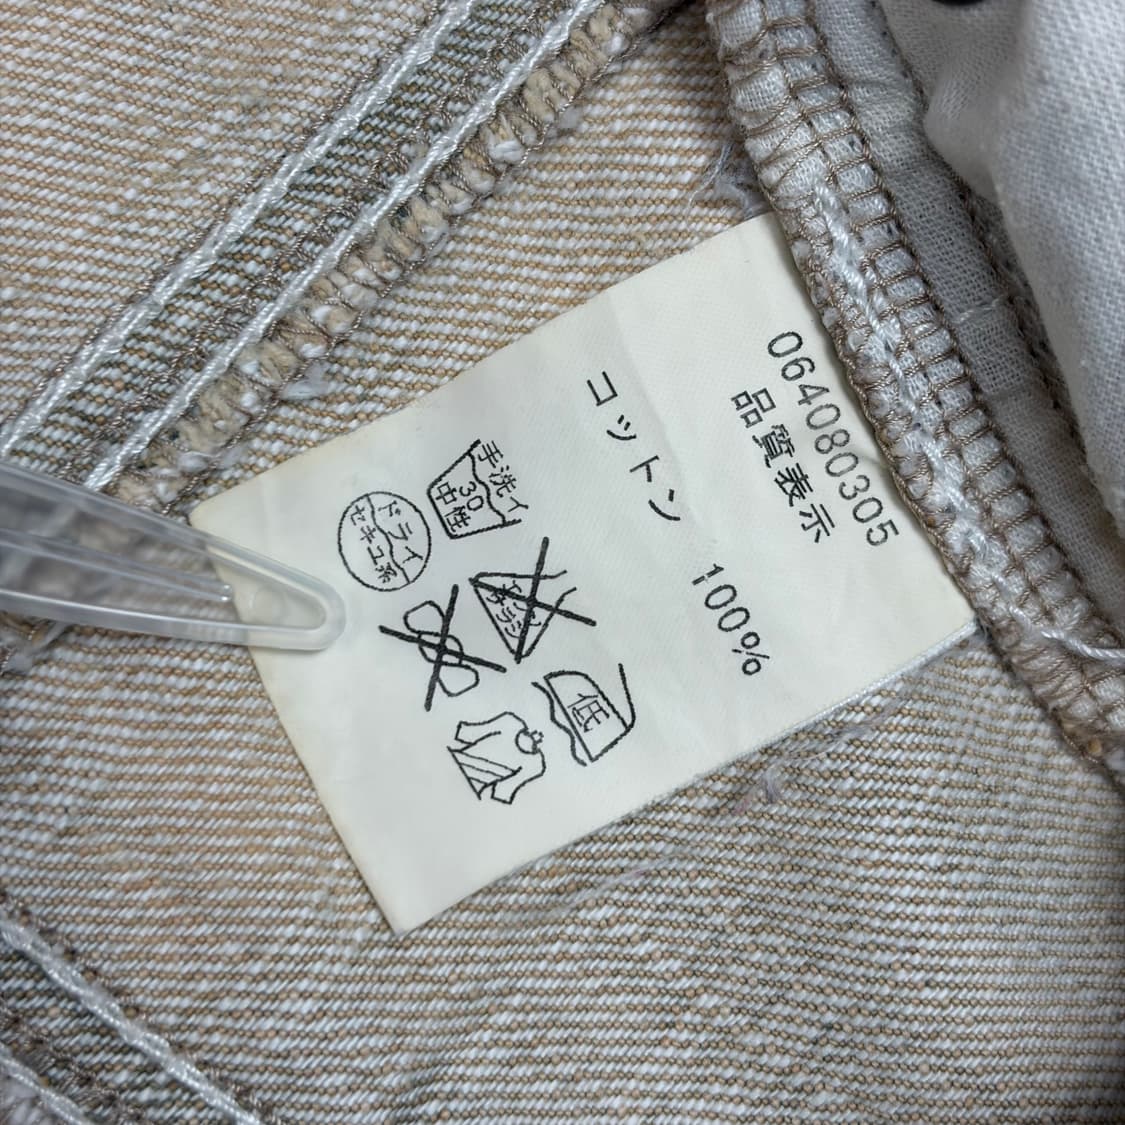 064080305
品質表示
コットン 100%
手洗イ
30
中性
エンソ
サラシ
低
ドライ
セキユ系